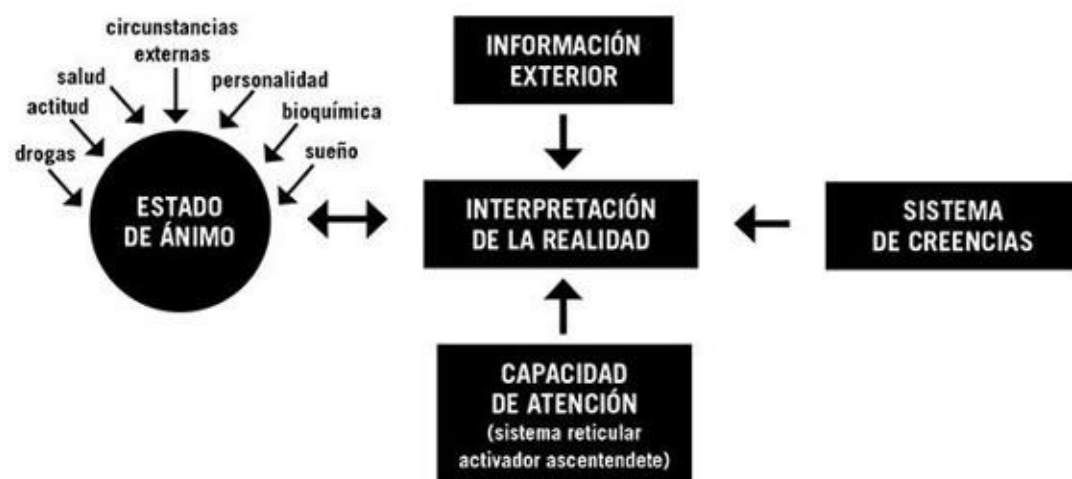 circunstancias
externas
salud
personalidad
actitud
bioquímica
drogas
sueño
ESTADO
DE ÁNIMO
INFORMACIÓN
EXTERIOR
INTERPRETACIÓN
DE LA REALIDAD
SISTEMA
DE CREENCIAS
CAPACIDAD
DE ATENCIÓN
(sistema reticular
activador ascentendete)